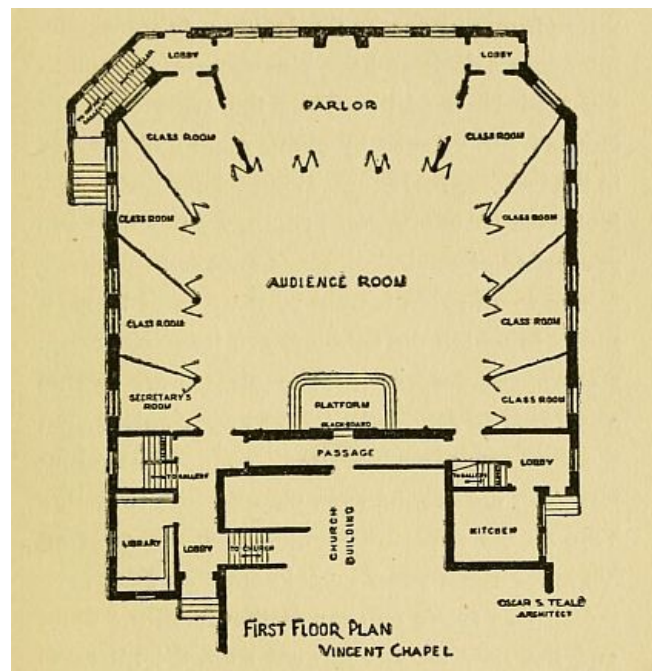 LOBBY
LOBBY
PARLOR
CLASS ROOM
CLASS ROOM
CLASS ROOM
CLASS ROOM
AUDIENCE ROOM
CLASS ROOM
CLASS ROOM
SECRETARY'S
ROOM
PLATFORM
BLACKBOARD
CLASS ROOM
PASSAGE
LOBBY
TO GALLERY
TO GALLERY
LIBRARY
LOBBY
TO CHURCH
CHURCH
BUILDING
KITCHEN
OSCAR S. TEALE
ARCHITECT
FIRST FLOOR PLAN
VINCENT CHAPEL